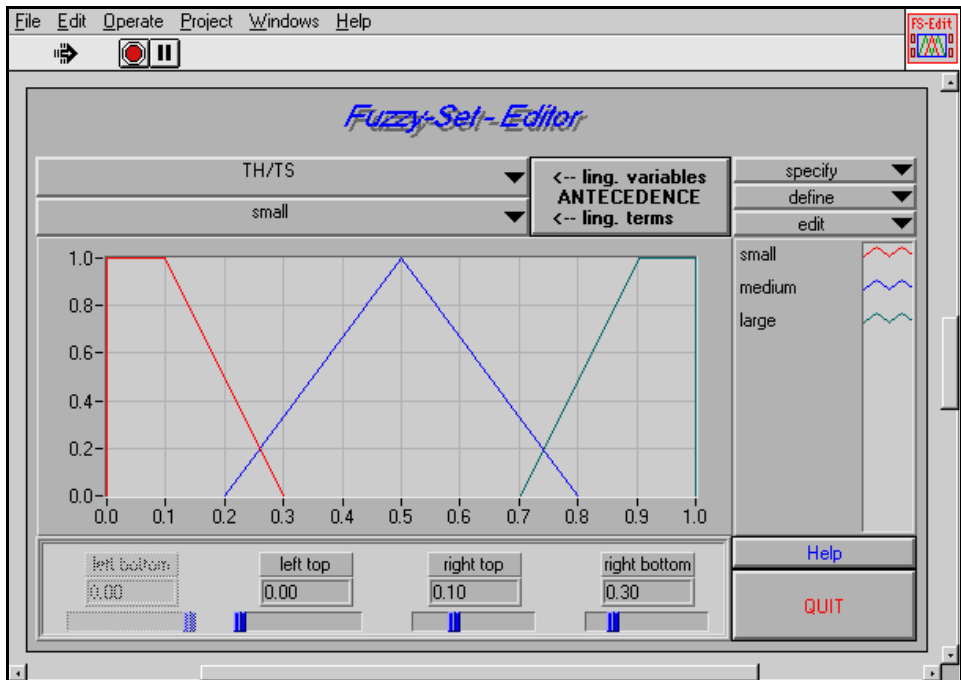 File Edit Operate Project Windows Help
FS-Edit
Fuzzy-Set-Editor
TH/TS
<-- ling. variables
ANTECEDENCE
<-- ling. terms
small
specify
define
edit
small
medium
large
1.0
0.8
0.6
0.4
0.2
0.0
0.0 0.1 0.2 0.3 0.4 0.5 0.6 0.7 0.8 0.9 1.0
left bottom left top right top right bottom
0.00 0.00 0.10 0.30
Help
QUIT